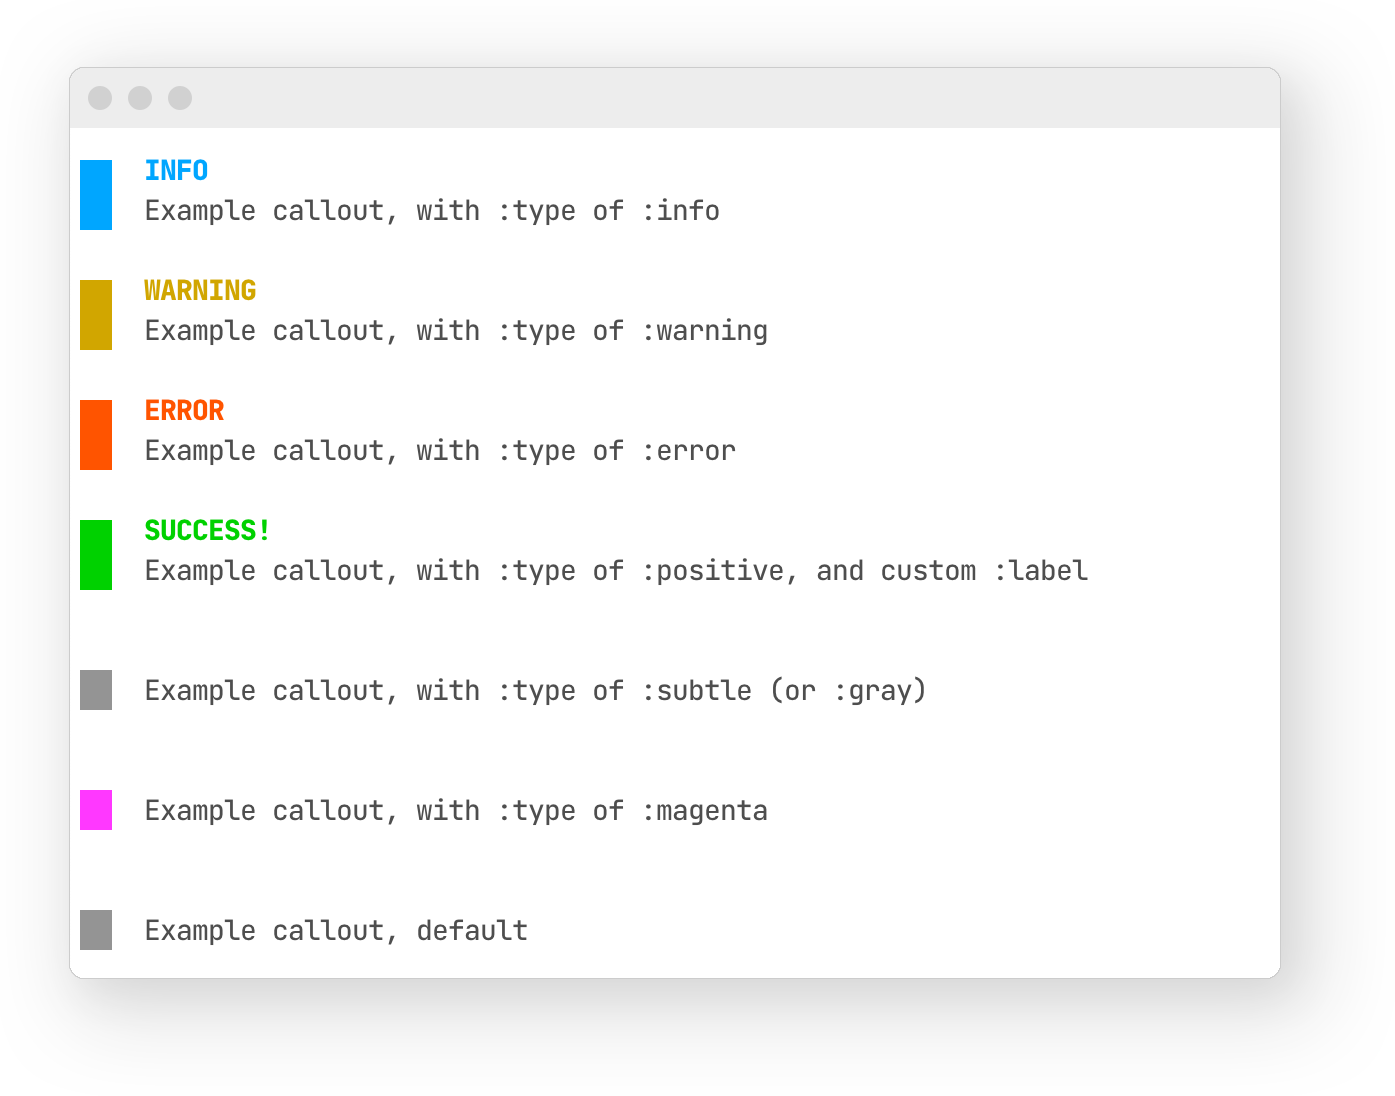 INFO
Example callout, with :type of :info
WARNING
Example callout, with :type of :warning
ERROR
Example callout, with :type of :error
SUCCESS!
Example callout, with :type of :positive, and custom :label
Example callout, with :type of :subtle (or :gray)
Example callout, with :type of :magenta
Example callout, default